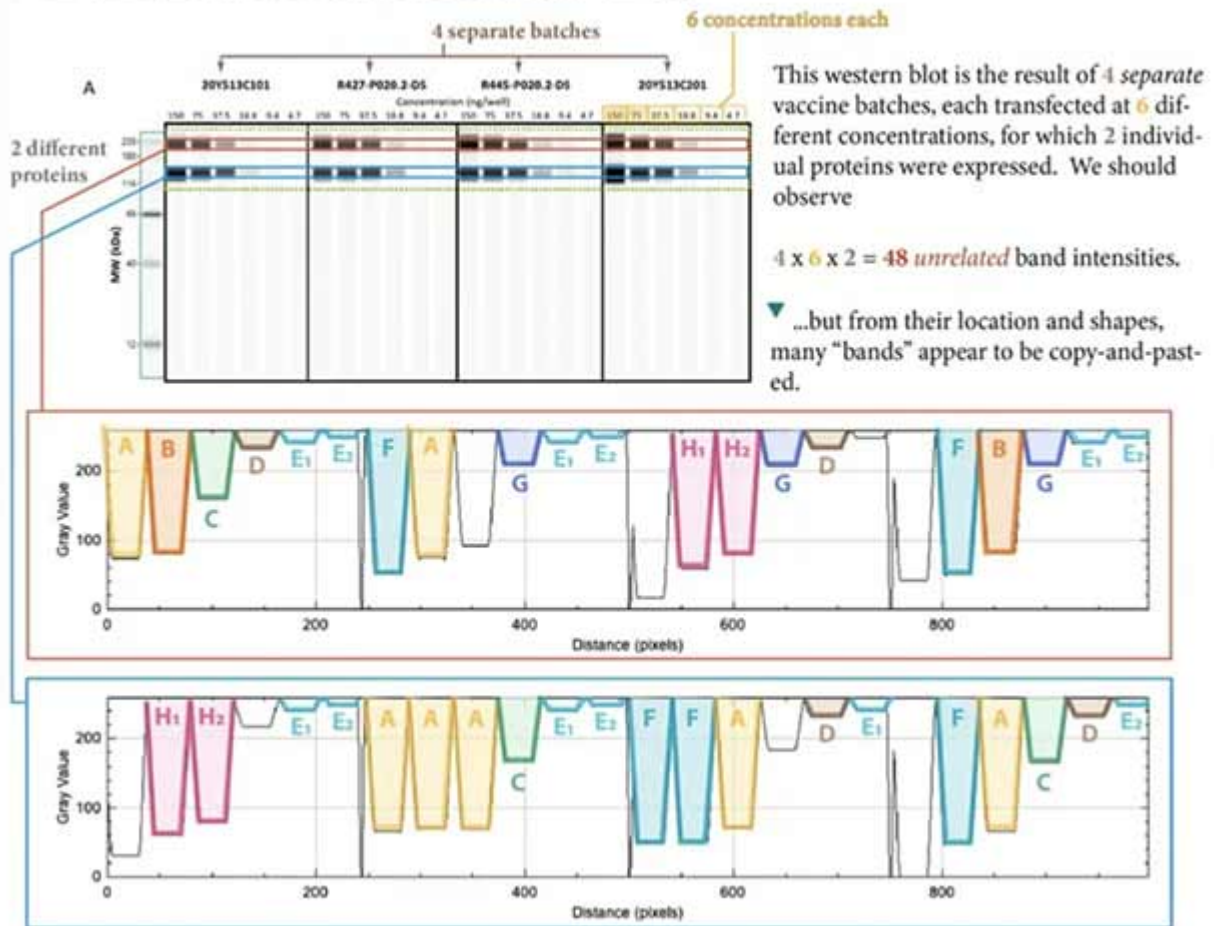 6 concentrations each
4 separate batches
A
20Y513C101 R427-P020.2-DS R445-P020.2-DS 20Y513C201
Concentration (ng/well)
150 75 37.5 18.8 9.4 4.7 150 75 37.5 18.8 9.4 4.7 150 75 37.5 18.8 9.4 4.7 150 75 37.5 18.8 9.4 4.7
2 different
proteins
MW (kDa)
This western blot is the result of 4 separate
vaccine batches, each transfected at 6 dif-
ferent concentrations, for which 2 individ-
ual proteins were expressed. We should
observe
4 x 6 x 2 = 48 unrelated band intensities.
...but from their location and shapes,
many “bands” appear to be copy-and-past-
ed.
A B C D E1 E2 F A G E1 E2 H1 H2 G D F B G E1 E2
Gray Value
200
100
0
0 200 400 600 800
Distance (pixels)
H1 H2 E1 E2 A A A C E1 E2 F F A D E1 F A C D E2
Gray Value
200
100
0
0 200 400 600 800
Distance (pixels)